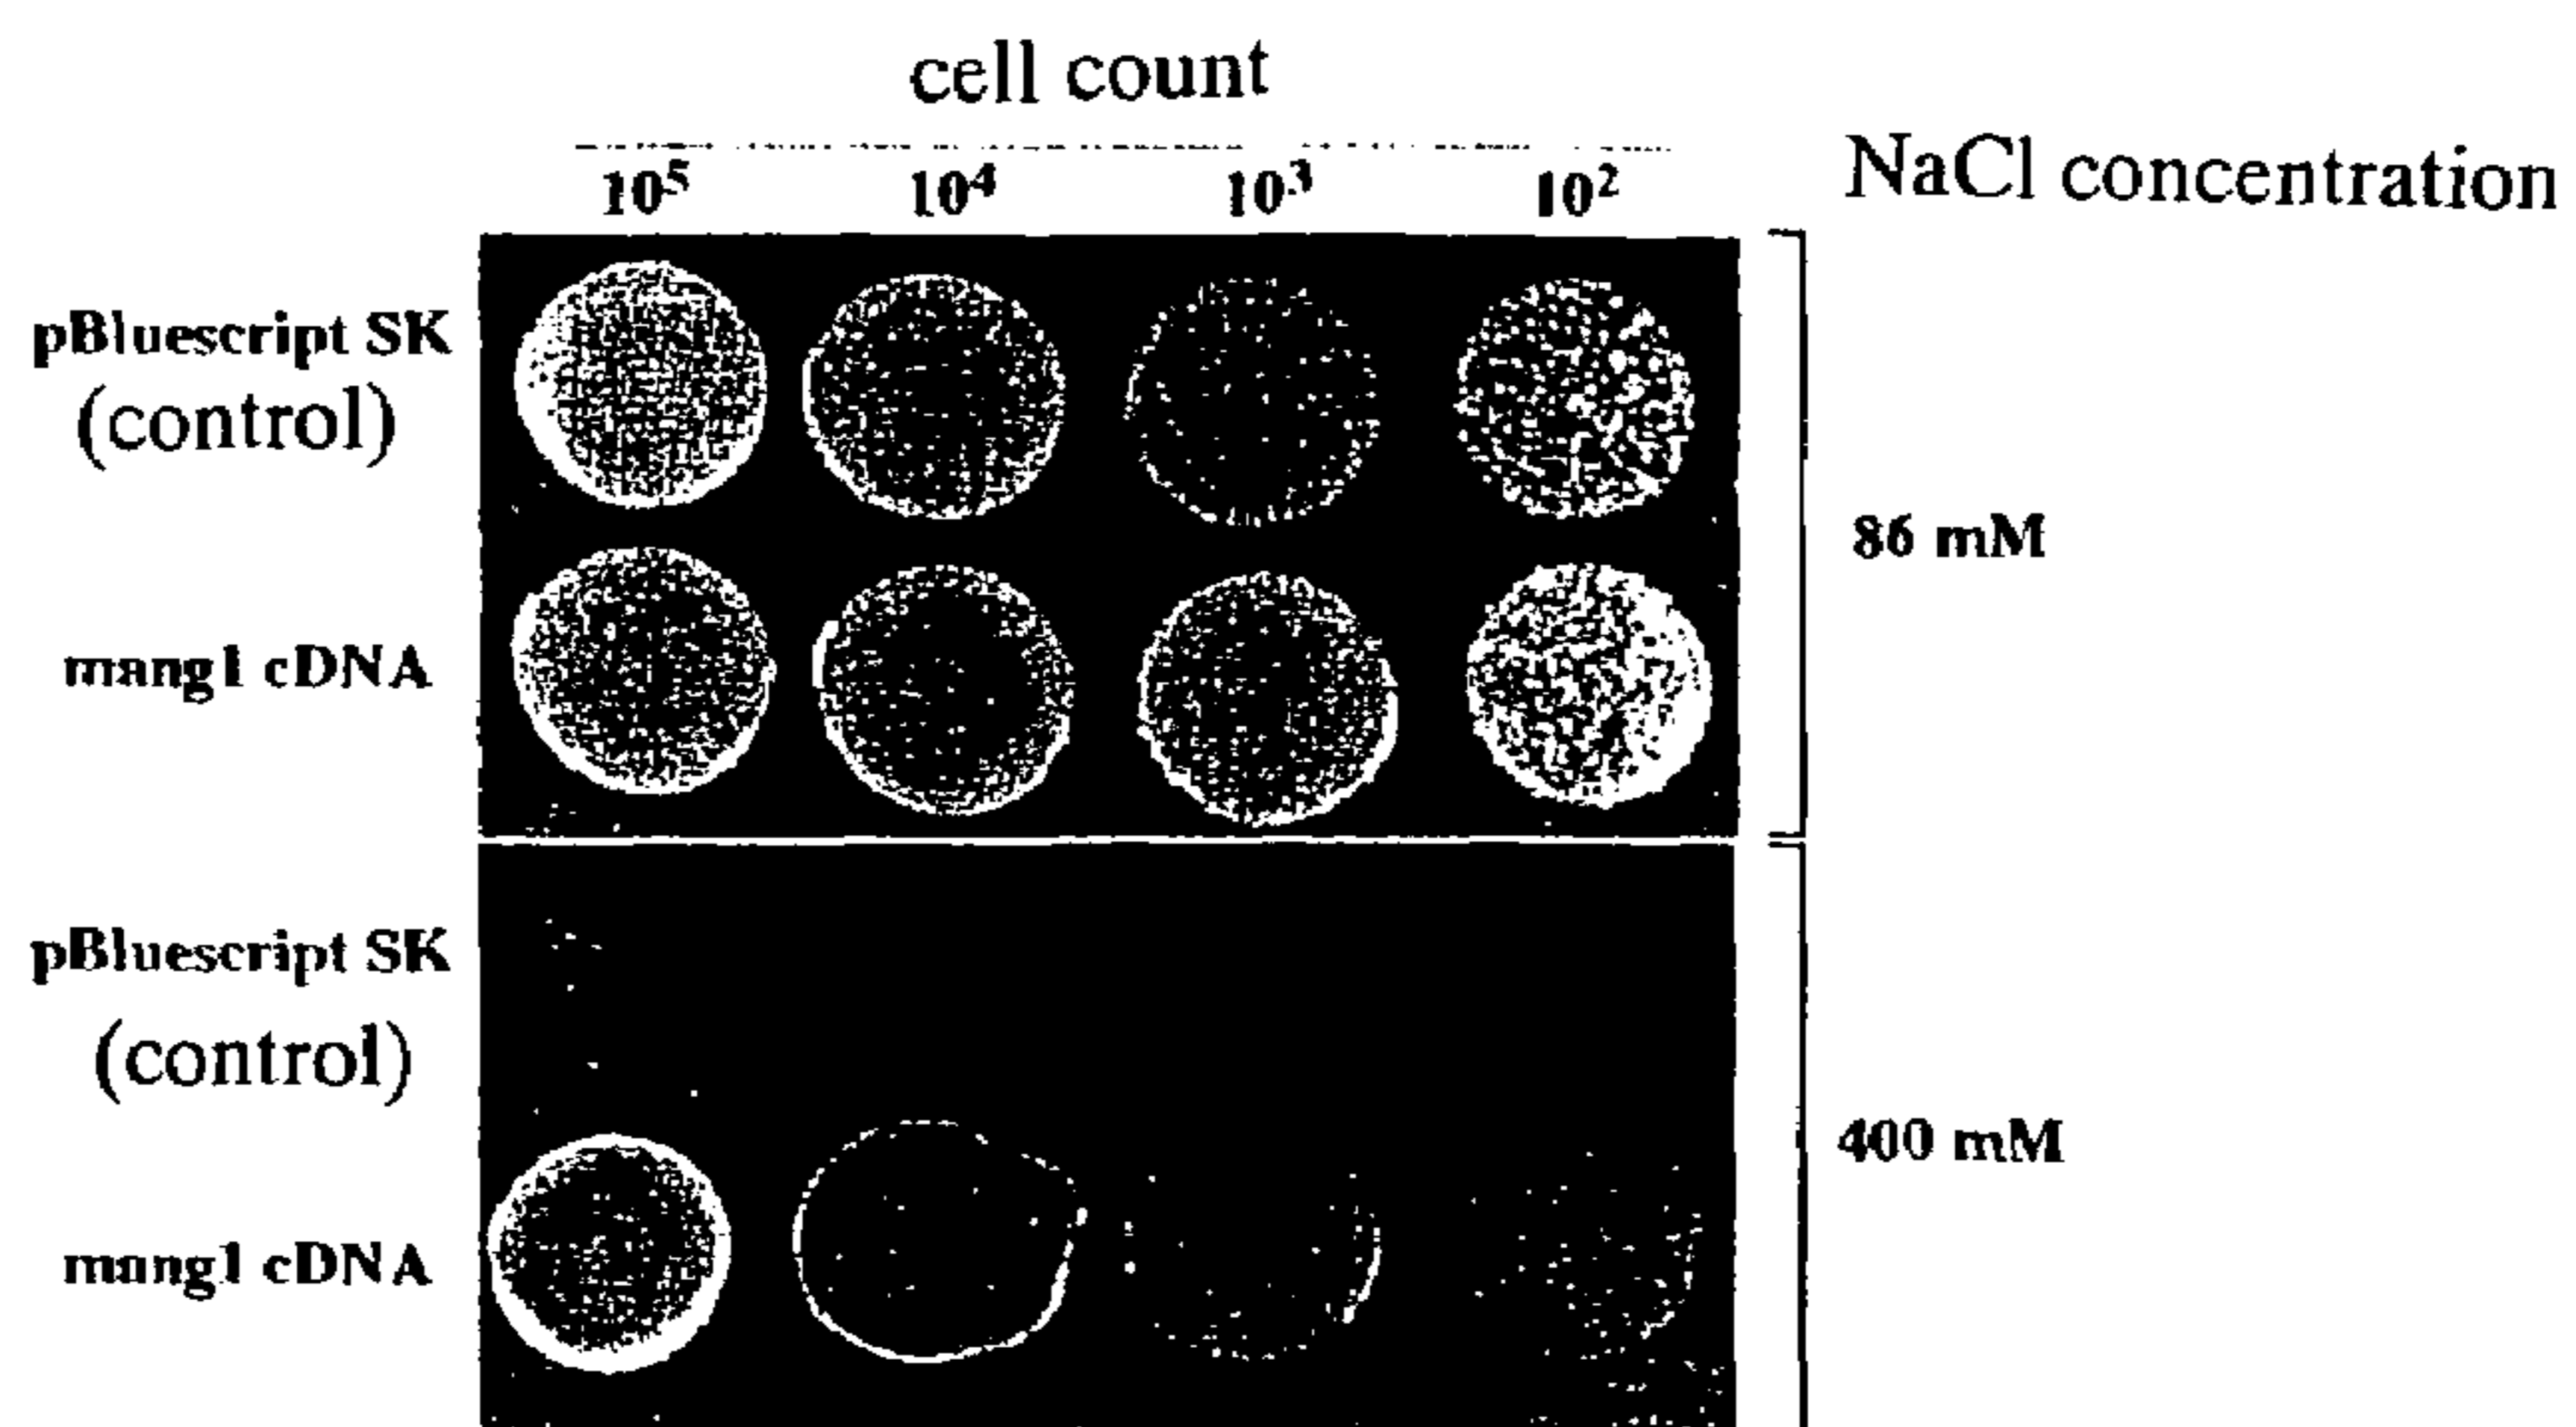 cell count
10⁵ 10⁴ 10³ 10² NaCl concentration
pBluescript SK
(control)
86 mM
mang1 cDNA
pBluescript SK
(control)
400 mM
mang1 cDNA